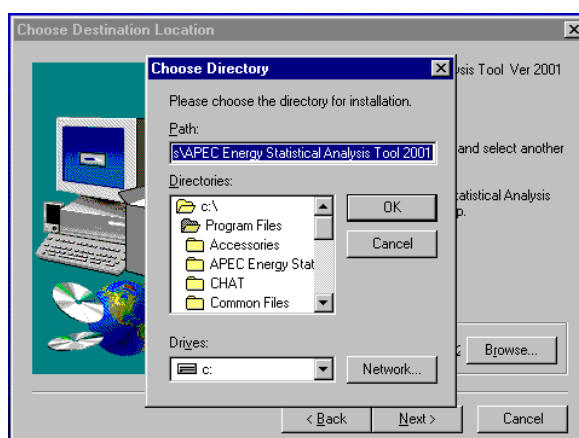 Choose Destination Location
Choose Directory
ysis Tool Ver 2001
Please choose the directory for installation.
Path:
s\APEC Energy Statistical Analysis Tool 2001
and select another
Directories:
c:\
OK
tatistical Analysis
p.
Program Files
Accessories
Cancel
APEC Energy Stat
CHAT
Common Files
Drives:
Browse...
c:
Network...
< Back
Next >
Cancel